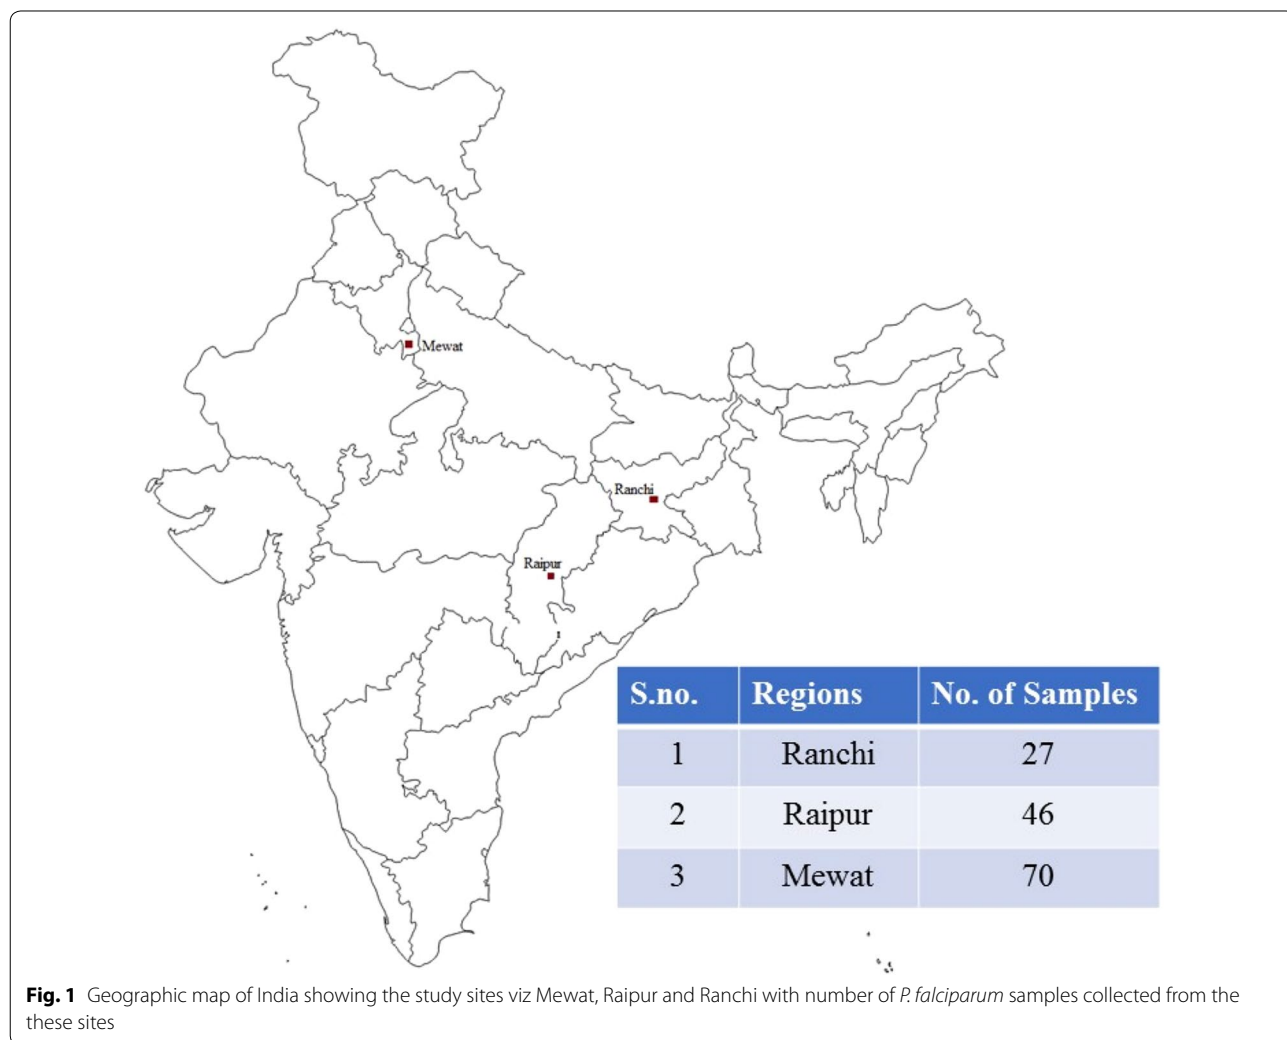 Mewat
Ranchi
Raipur
S.no. Regions No. of Samples
1 Ranchi 27
2 Raipur 46
3 Mewat 70
Fig. 1 Geographic map of India showing the study sites viz Mewat, Raipur and Ranchi with number of P. falciparum samples collected from the
these sites